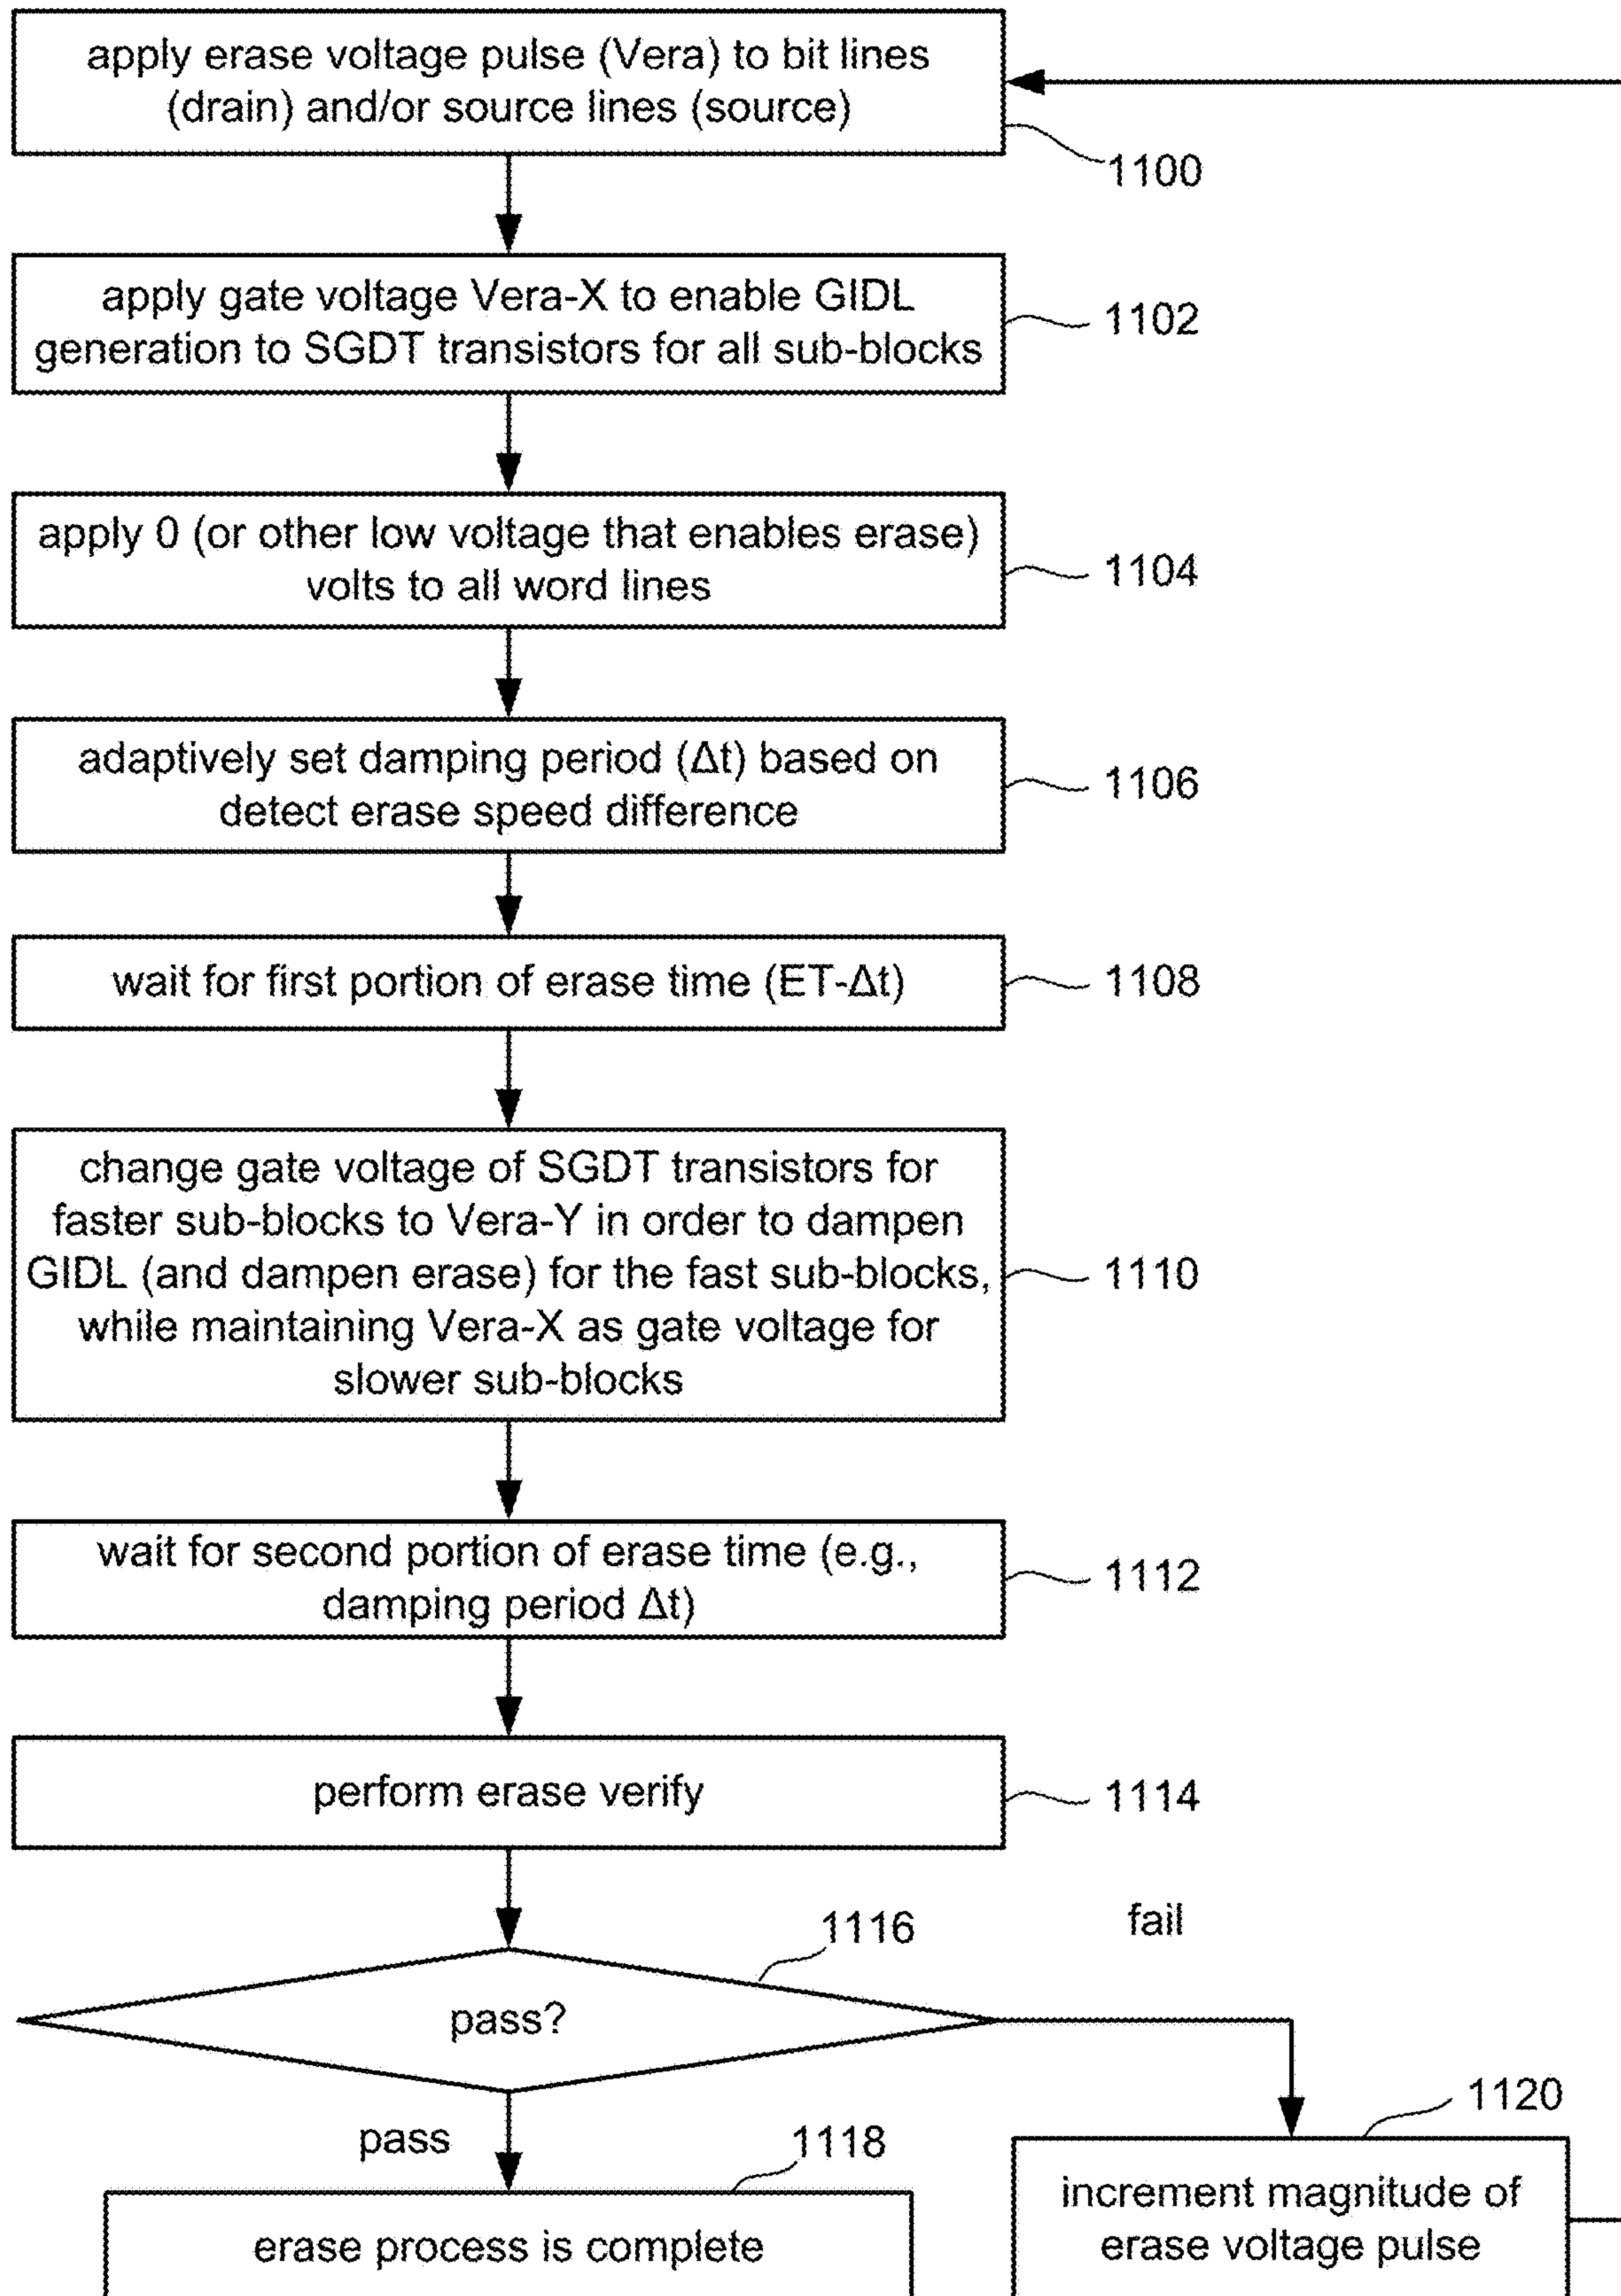 apply erase voltage pulse (Vera) to bit lines
(drain) and/or source lines (source)
1100
apply gate voltage Vera-X to enable GIDL
generation to SGDT transistors for all sub-blocks
1102
apply 0 (or other low voltage that enables erase)
volts to all word lines
1104
adaptively set damping period (Δt) based on
detect erase speed difference
1106
wait for first portion of erase time (ET-Δt)
1108
change gate voltage of SGDT transistors for
faster sub-blocks to Vera-Y in order to dampen
GIDL (and dampen erase) for the fast sub-blocks,
while maintaining Vera-X as gate voltage for
slower sub-blocks
1110
wait for second portion of erase time (e.g.,
damping period Δt)
1112
perform erase verify
1114
1116
fail
pass?
pass
1118
1120
erase process is complete
increment magnitude of
erase voltage pulse